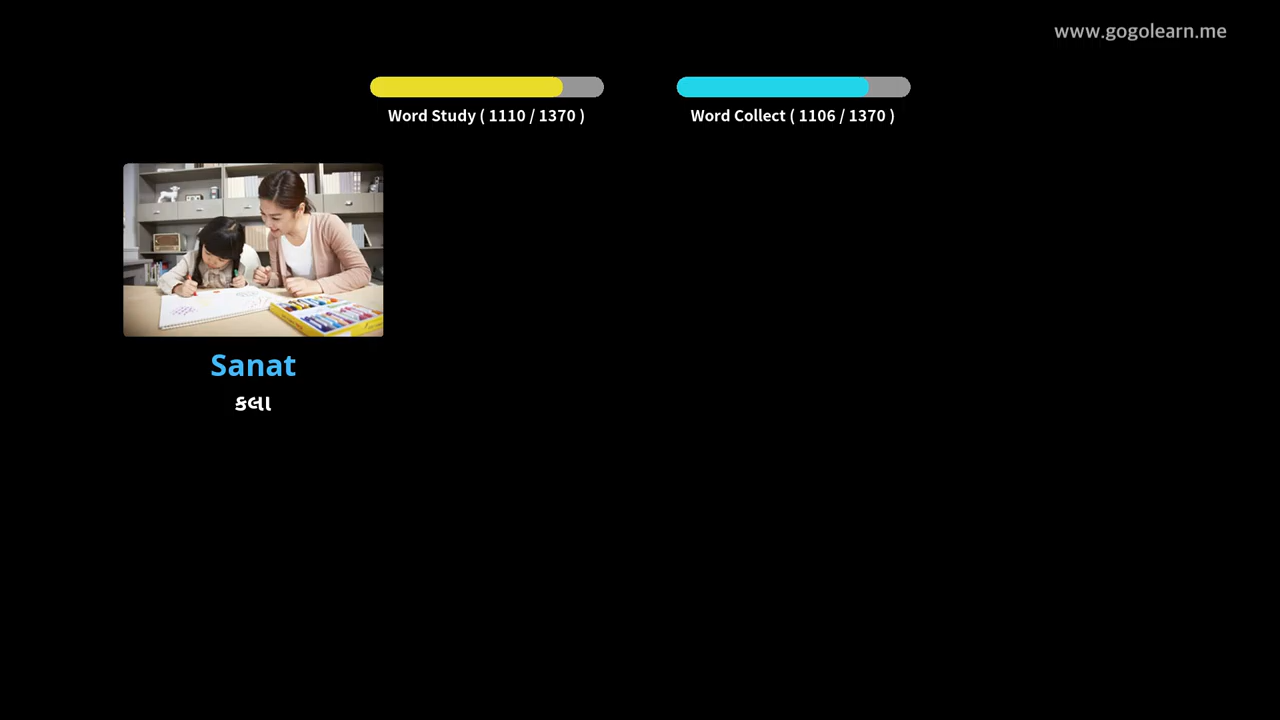 www.gogolearn.me
Word Study ( 1110 / 1370 )
Word Collect ( 1106 / 1370 )
Sanat
કલા